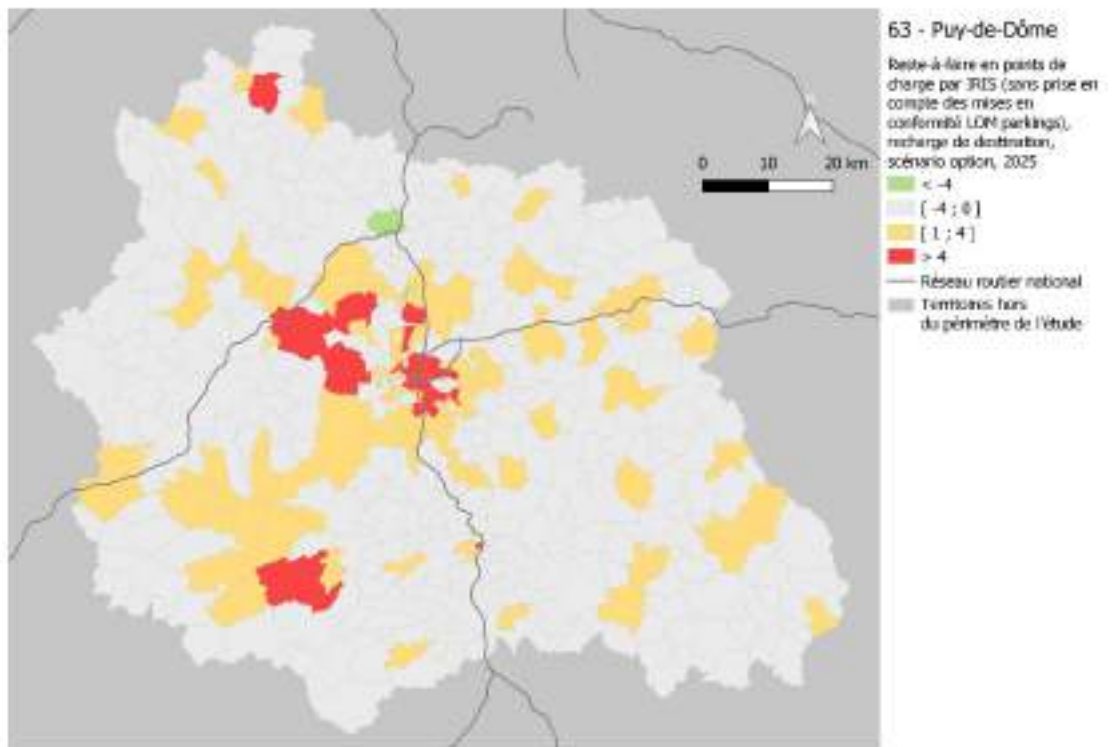 63 - Puy-de-Dôme
Reste-à-faire en points de
charge par IRIS (sans prise en
compte des mises en
conformité LOM parkings),
recharge de destination,
scénario option, 2025
< -4
[ -4 ; 0 ]
[ 1 ; 4 ]
> 4
Réseau routier national
Territoires hors
du périmètre de l'étude
0 10 20 km